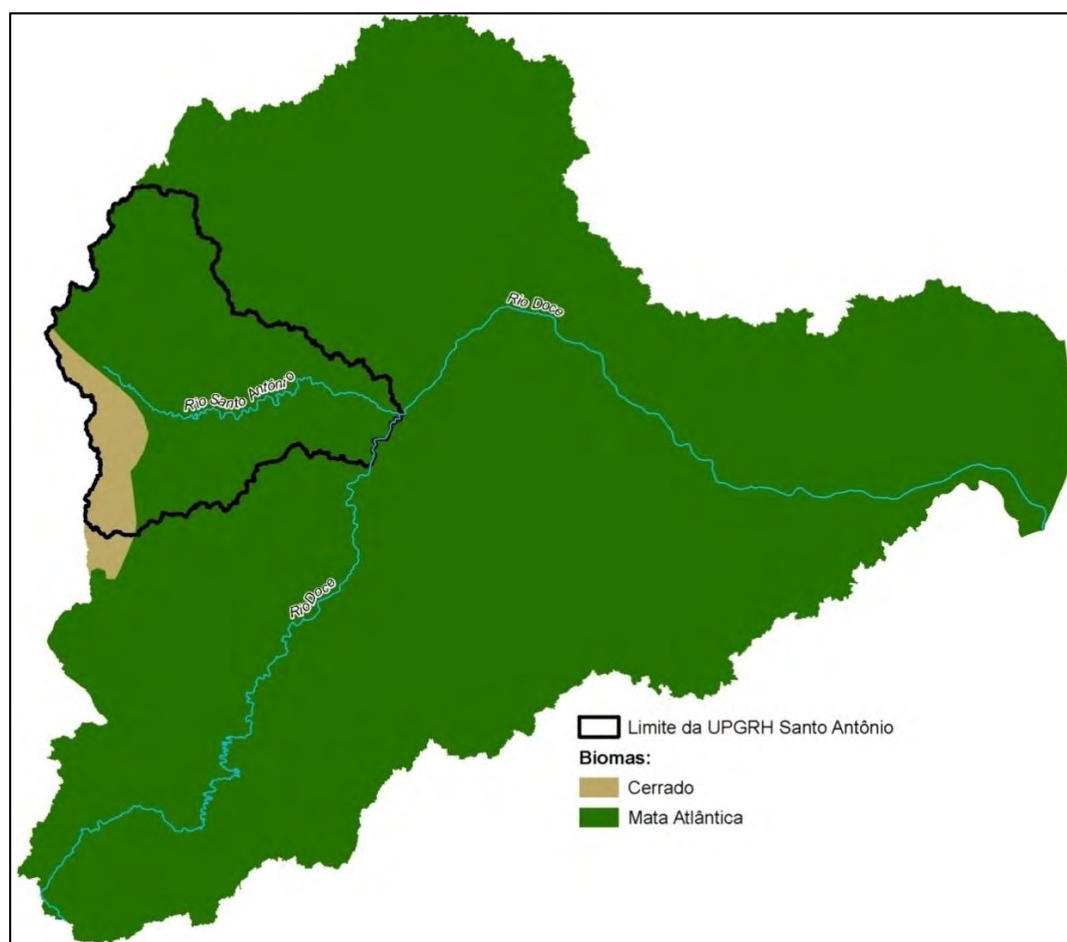 Rio Doce
Rio Santo Antônio
Rio Doce
Limite da UPGRH Santo Antônio
Biomas:
Cerrado
Mata Atlântica